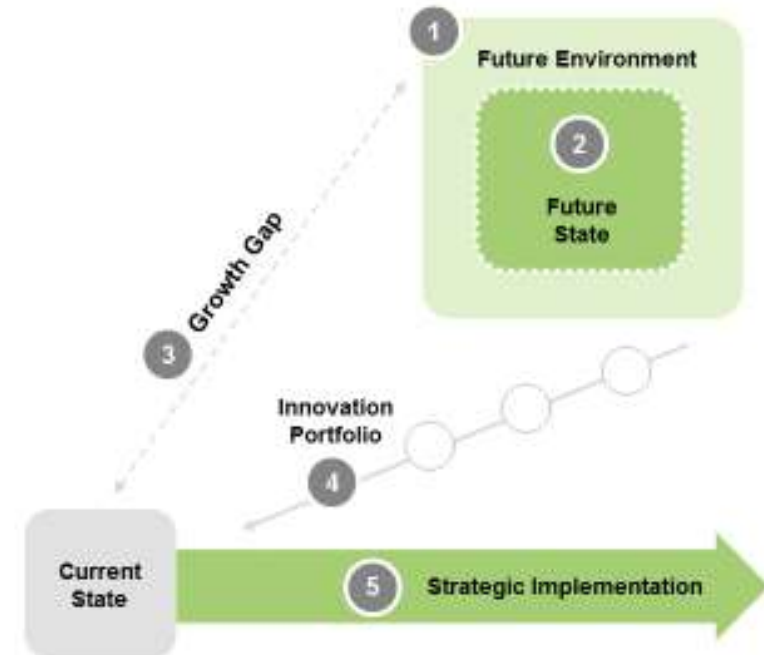 1
Future Environment
2
Future
State
Growth Gap
3
Innovation
Portfolio
4
Current
State
5
Strategic Implementation